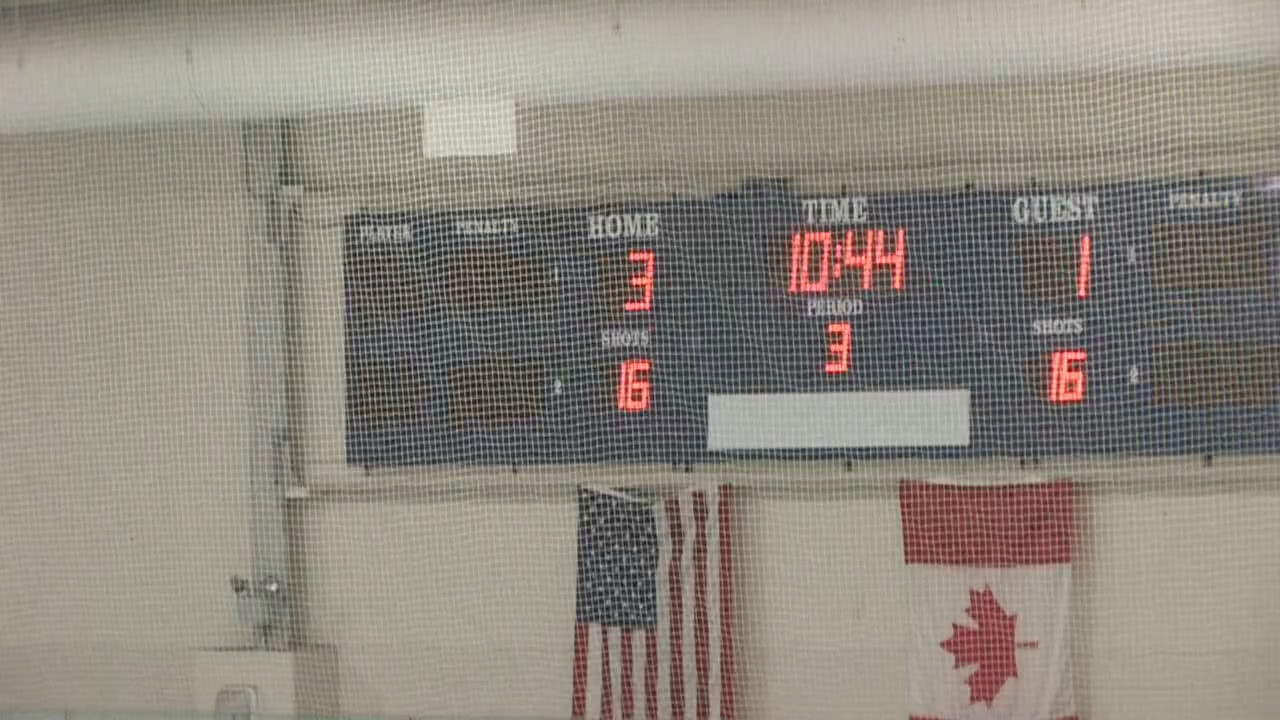 PLAYER PENALTY HOME TIME GUEST PENALTY
3 10:44 1
1 1
PERIOD
SHOTS 3 SHOTS
16 16
2 2